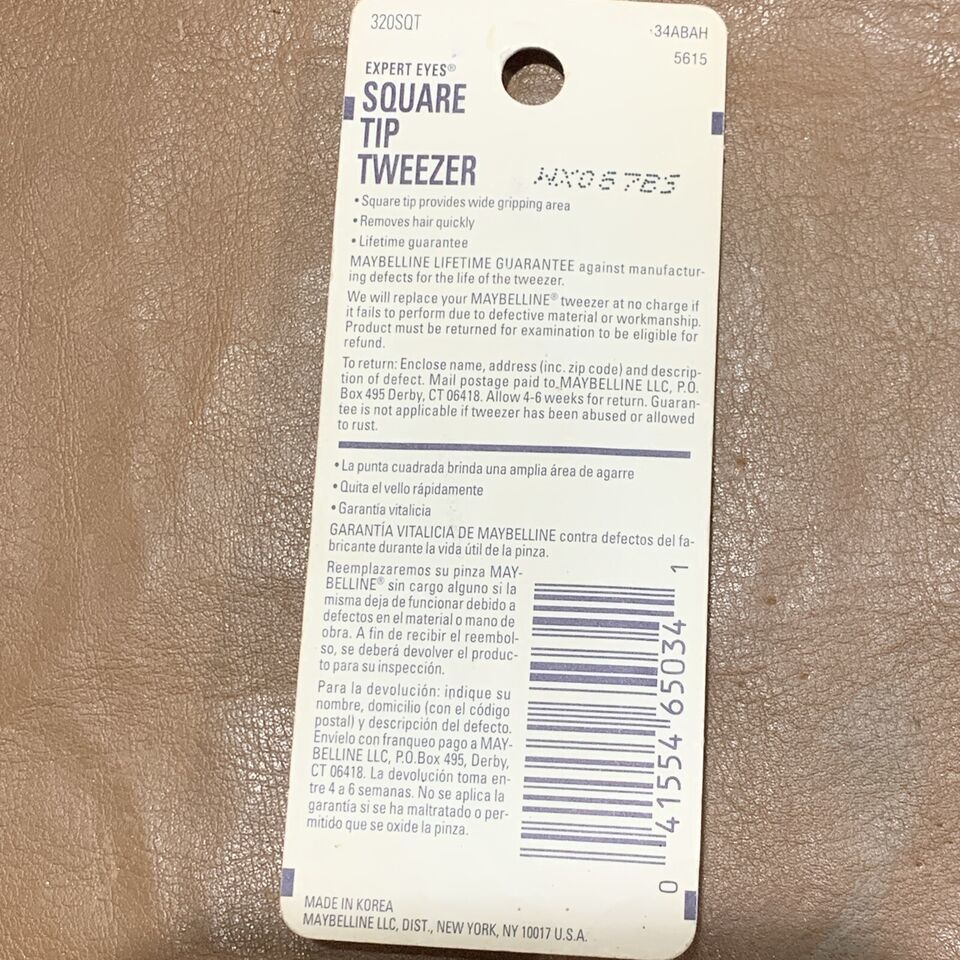 320SQT
34ABAH
5615
EXPERT EYES®
SQUARE
TIP
TWEEZER
WX067B5
• Square tip provides wide gripping area
• Removes hair quickly
• Lifetime guarantee
MAYBELLINE LIFETIME GUARANTEE against manufactur-
ing defects for the life of the tweezer.
We will replace your MAYBELLINE® tweezer at no charge if
it fails to perform due to defective material or workmanship.
Product must be returned for examination to be eligible for
refund.
To return: Enclose name, address (inc. zip code) and descrip-
tion of defect. Mail postage paid to MAYBELLINE LLC, P.O.
Box 495 Derby, CT 06418. Allow 4-6 weeks for return. Guaran-
tee is not applicable if tweezer has been abused or allowed
to rust.
• La punta cuadrada brinda una amplia área de agarre
• Quita el vello rápidamente
• Garantía vitalicia
GARANTÍA VITALICIA DE MAYBELLINE contra defectos del fa-
bricante durante la vida útil de la pinza.
Reemplazaremos su pinza MAY-
BELLINE® sin cargo alguno si la
misma deja de funcionar debido a
defectos en el material o mano de
obra. A fin de recibir el reembol-
so, se deberá devolver el produc-
to para su inspección.
Para la devolución: indique su
nombre, domicilio (con el código
postal) y descripción del defecto.
Envíelo con franqueo pago a MAY-
BELLINE LLC, P.O.Box 495, Derby,
CT 06418. La devolución toma en-
tre 4 a 6 semanas. No se aplica la
garantía si se ha maltratado o per-
mitido que se oxide la pinza.
0 41554 65034 1
MADE IN KOREA
MAYBELLINE LLC, DIST., NEW YORK, NY 10017 U.S.A.